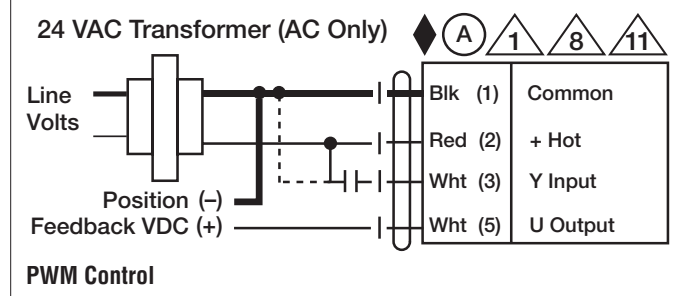 24 VAC Transformer (AC Only)
A 1 8 11
Line
Volts
Blk (1) Common
Red (2) + Hot
Wht (3) Y Input
Position (–)
Feedback VDC (+)
Wht (5) U Output
PWM Control